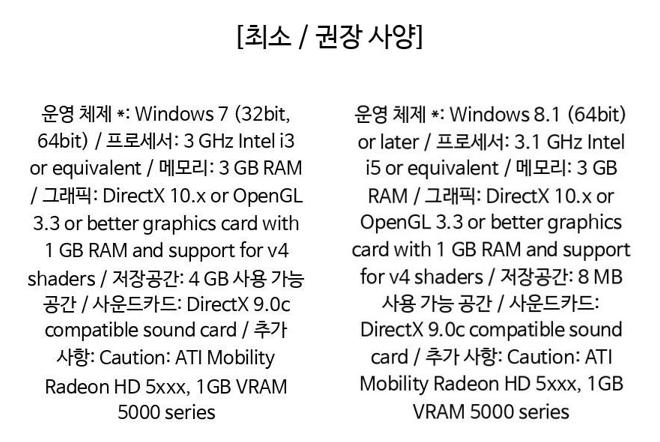 [최소 / 권장 사양]
운영 체제 *: Windows 7 (32bit,
64bit) / 프로세서: 3 GHz Intel i3
or equivalent / 메모리: 3 GB RAM
/ 그래픽: DirectX 10.x or OpenGL
3.3 or better graphics card with
1 GB RAM and support for v4
shaders / 저장공간: 4 GB 사용 가능
공간 / 사운드카드: DirectX 9.0c
compatible sound card / 추가
사항: Caution: ATI Mobility
Radeon HD 5xxx, 1GB VRAM
5000 series
운영 체제 *: Windows 8.1 (64bit)
or later / 프로세서: 3.1 GHz Intel
i5 or equivalent / 메모리: 3 GB
RAM / 그래픽: DirectX 10.x or
OpenGL 3.3 or better graphics
card with 1 GB RAM and support
for v4 shaders / 저장공간: 8 MB
사용 가능 공간 / 사운드카드:
DirectX 9.0c compatible sound
card / 추가 사항: Caution: ATI
Mobility Radeon HD 5xxx, 1GB
VRAM 5000 series